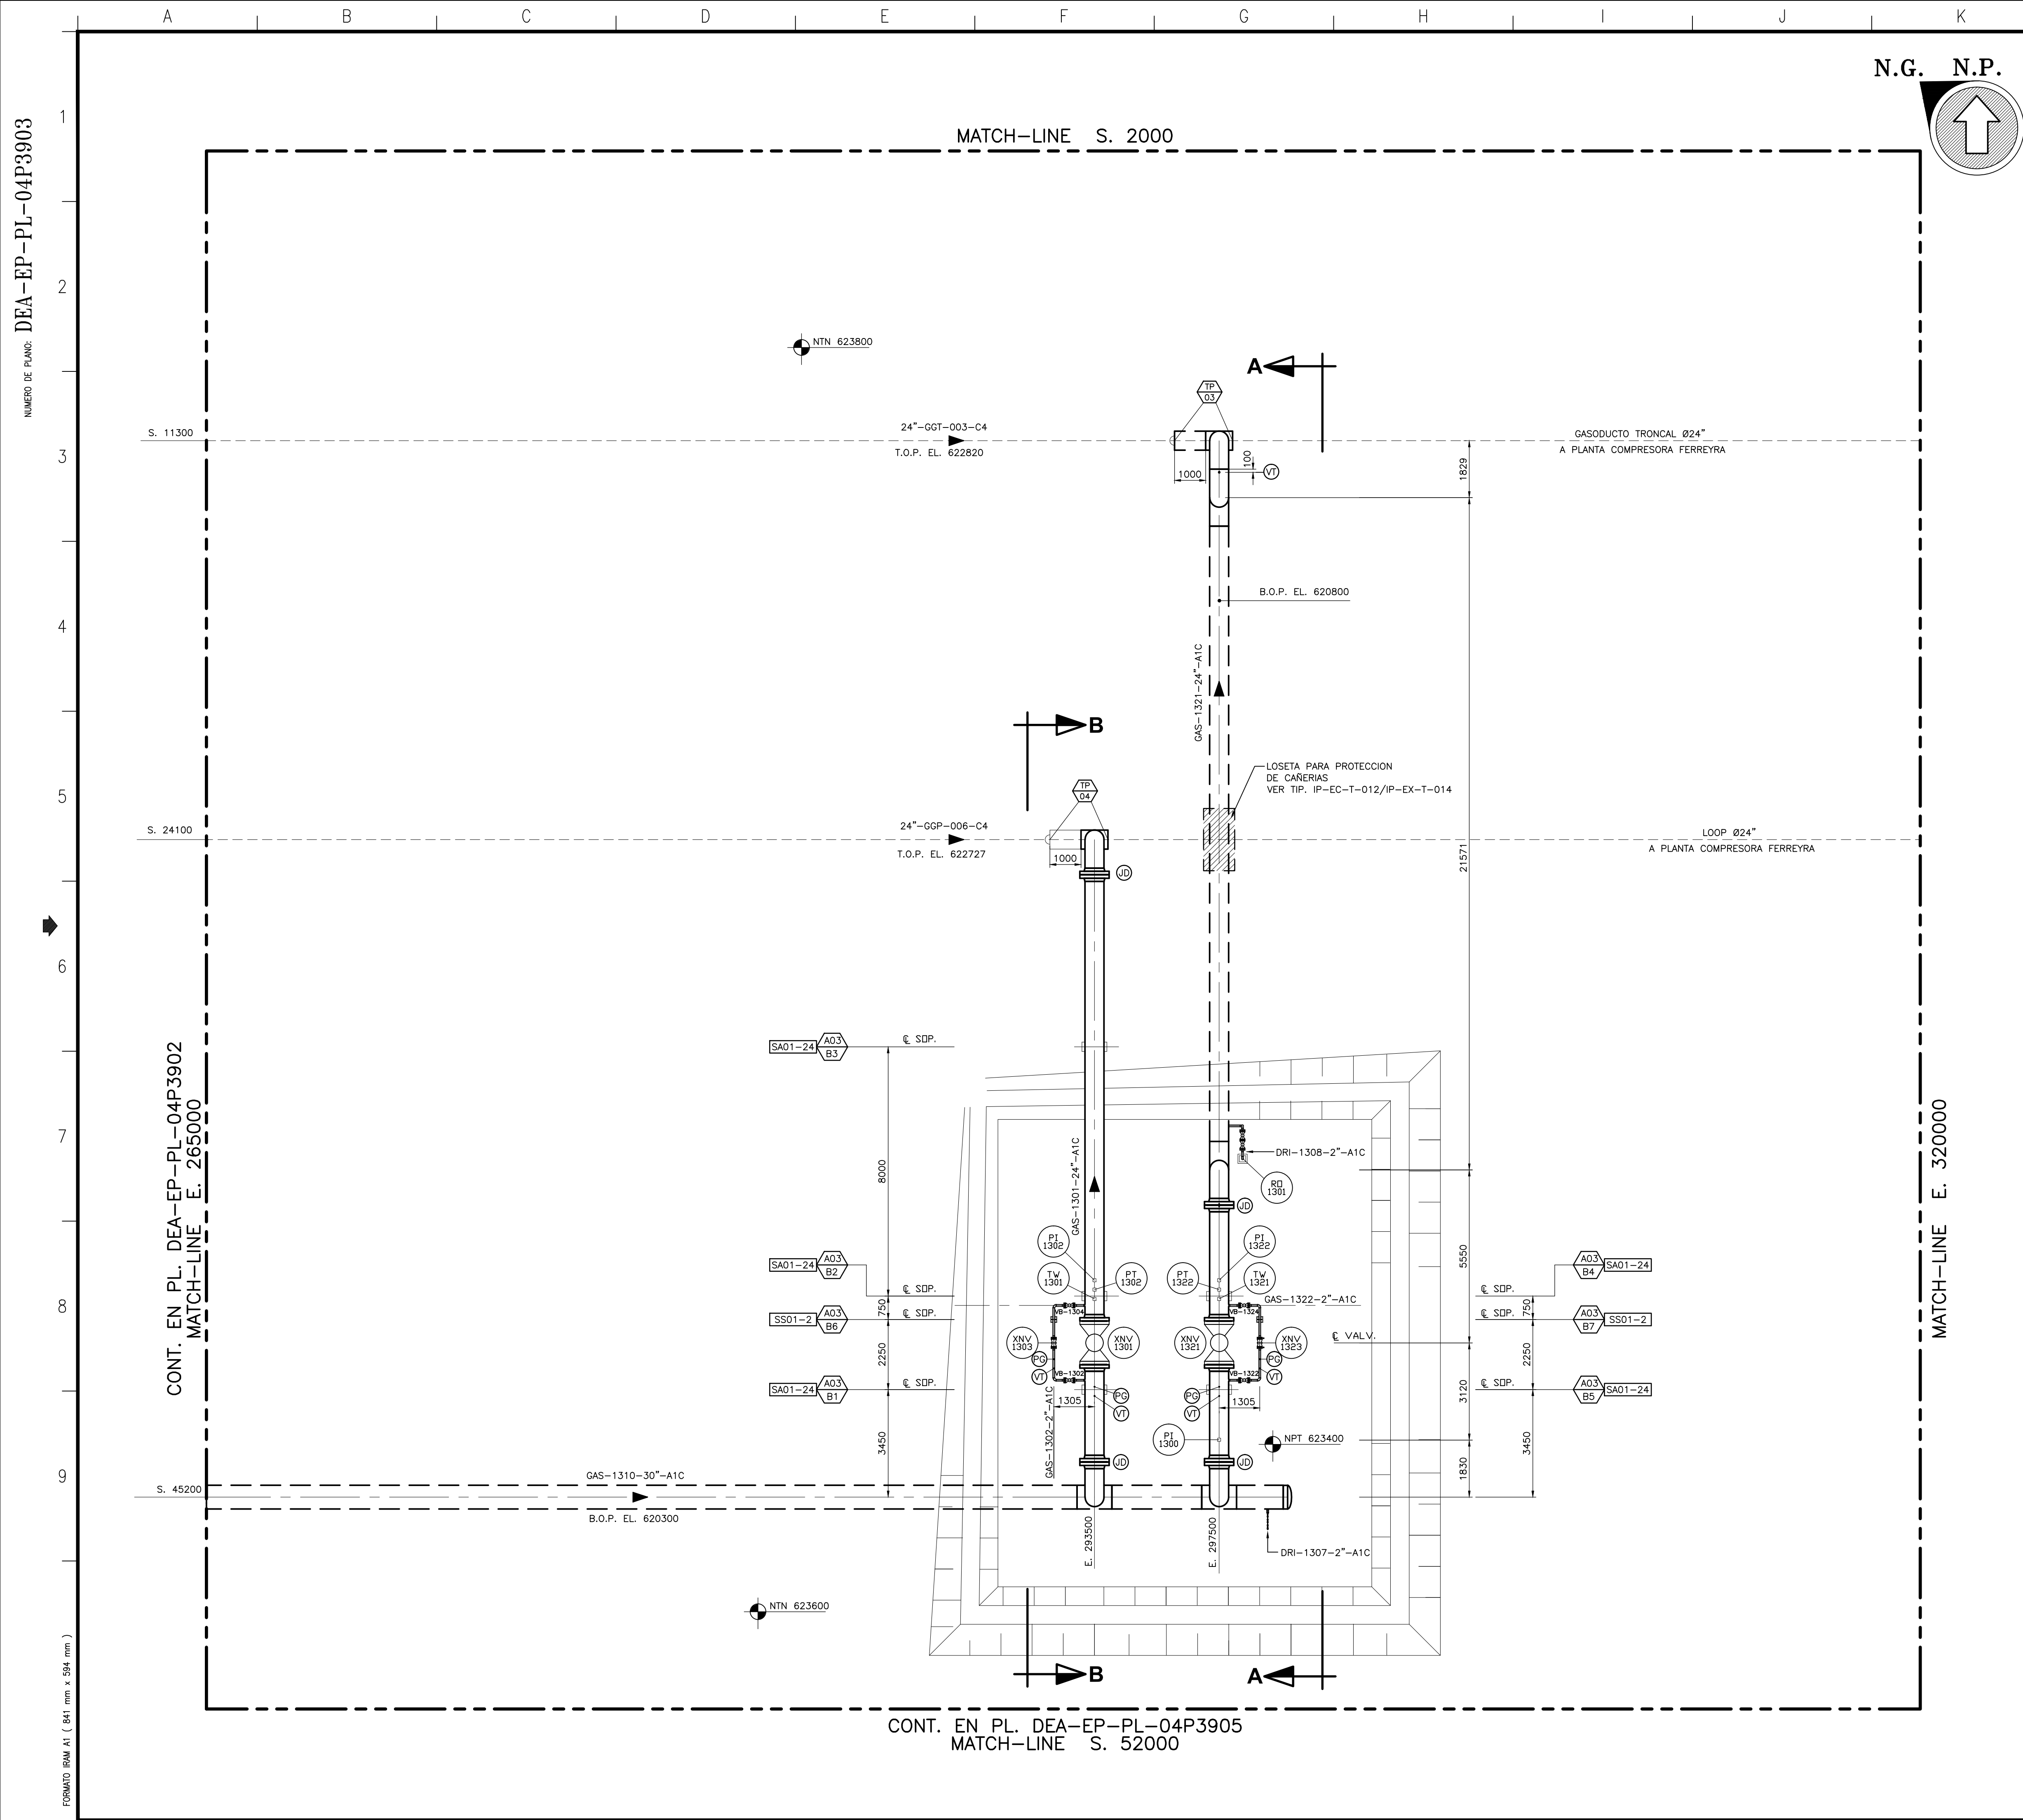 A B C D E F G H I J K
N.G. N.P.
1
2
3
4
5
6
7
8
9
NUMERO DE PLANO: DEA-EP-PL-04P3903
FORMATO IRAM A1 ( 841 mm x 594 mm )
MATCH-LINE S. 2000
NTN 623800
A
TP
03
S. 11300
24"-GGT-003-C4
T.O.P. EL. 622820
GASODUCTO TRONCAL Ø24"
A PLANTA COMPRESORA FERREYRA
1000
100
VT
1829
B.O.P. EL. 620800
GAS-1321-24"-A1C
B
LOSETA PARA PROTECCION
DE CAÑERIAS
VER TIP. IP-EC-T-012/IP-EX-T-014
TP
04
S. 24100
24"-GGP-006-C4
T.O.P. EL. 622727
LOOP Ø24"
A PLANTA COMPRESORA FERREYRA
1000
JD
21571
CONT. EN PL. DEA-EP-PL-04P3902
MATCH-LINE E. 265000
MATCH-LINE E. 320000
SA01-24
A03
B3
℄ SOP.
8000
GAS-1301-24"-A1C
DRI-1308-2"-A1C
RO
1301
JD
5550
PI
1302
PI
1322
TW
1301
PT
1302
PT
1322
TW
1321
SA01-24
A03
B2
℄ SOP.
750
GAS-1322-2"-A1C
℄ SOP.
750
A03
B4
SA01-24
SS01-2
A03
B6
℄ SOP.
VB-1304
VB-1324
℄ SOP.
A03
B7
SS01-2
℄ VALV.
XNV
1303
XNV
1301
XNV
1321
XNV
1323
2250
2250
PG
VT
VB-1302
VB-1322
PG
VT
SA01-24
A03
B1
℄ SOP.
℄ SOP.
A03
B5
SA01-24
1305
PG
VT
PG
VT
1305
3120
GAS-1302-2"-A1C
PI
1300
NPT 623400
3450
3450
JD
JD
1830
GAS-1310-30"-A1C
S. 45200
B.O.P. EL. 620300
E. 293500
E. 297500
DRI-1307-2"-A1C
NTN 623600
B
A
CONT. EN PL. DEA-EP-PL-04P3905
MATCH-LINE S. 52000